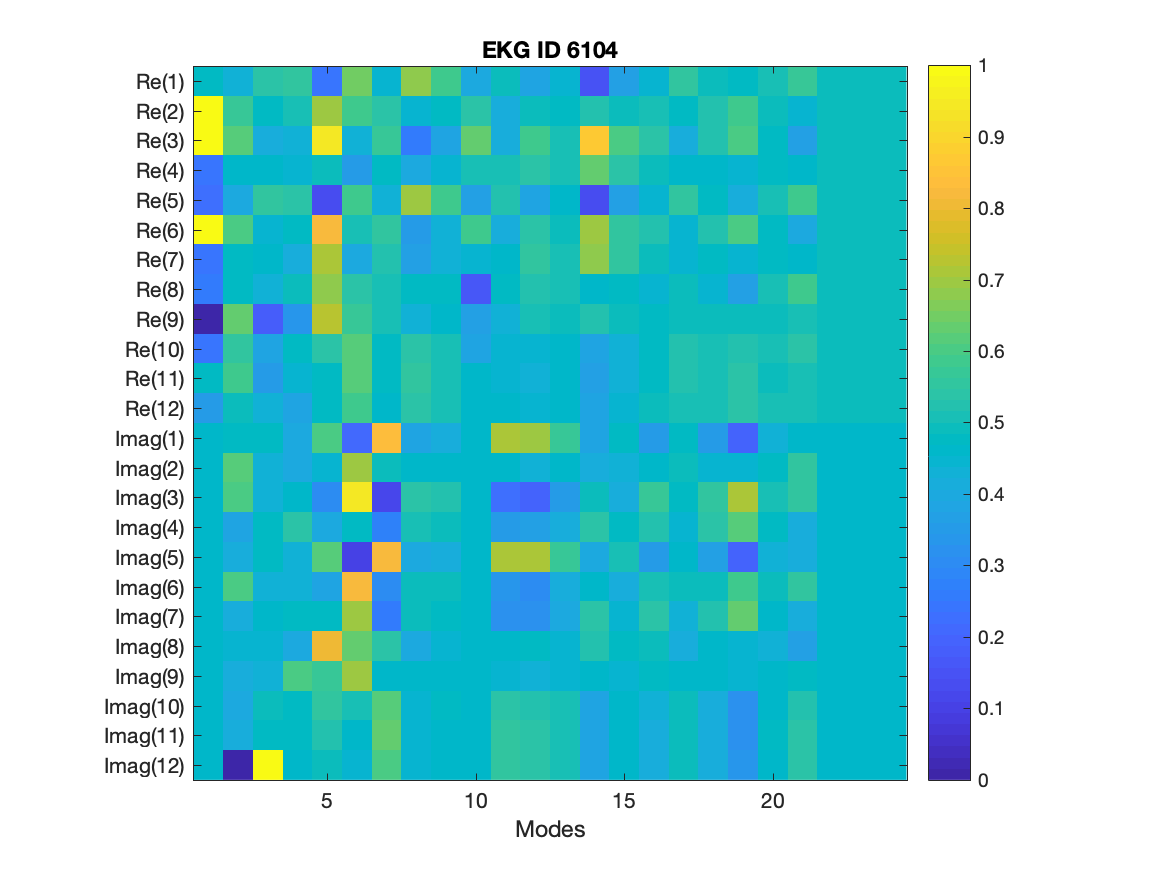 EKG ID 6104
Re(1)
Re(2)
Re(3)
Re(4)
Re(5)
Re(6)
Re(7)
Re(8)
Re(9)
Re(10)
Re(11)
Re(12)
Imag(1)
Imag(2)
Imag(3)
Imag(4)
Imag(5)
Imag(6)
Imag(7)
Imag(8)
Imag(9)
Imag(10)
Imag(11)
Imag(12)
5 10 15 20
Modes
1
0.9
0.8
0.7
0.6
0.5
0.4
0.3
0.2
0.1
0